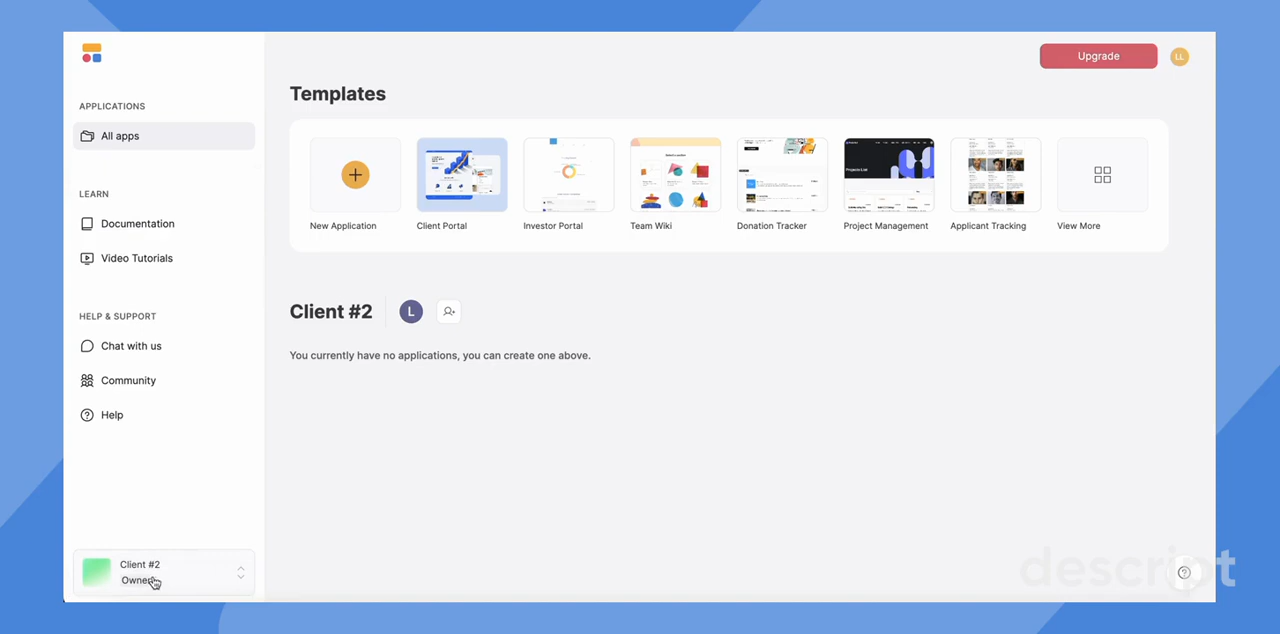 APPLICATIONS
All apps
LEARN
Documentation
Video Tutorials
HELP & SUPPORT
Chat with us
Community
Help
Client #2
Owner
Upgrade
LL
Templates
New Application
Client Portal
Investor Portal
Team Wiki
Donation Tracker
Projects List
Project Management
Applicant Tracking
View More
Client #2
L
You currently have no applications, you can create one above.
descript